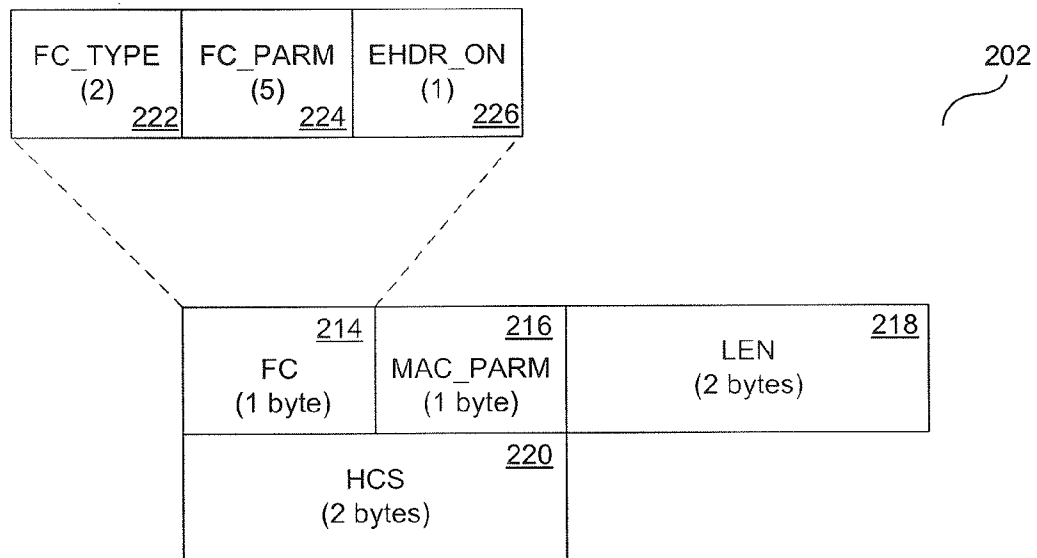 FC_TYPE
(2)
222
FC_PARM
(5)
224
EHDR_ON
(1)
226
202
214
FC
(1 byte)
216
MAC_PARM
(1 byte)
218
LEN
(2 bytes)
220
HCS
(2 bytes)